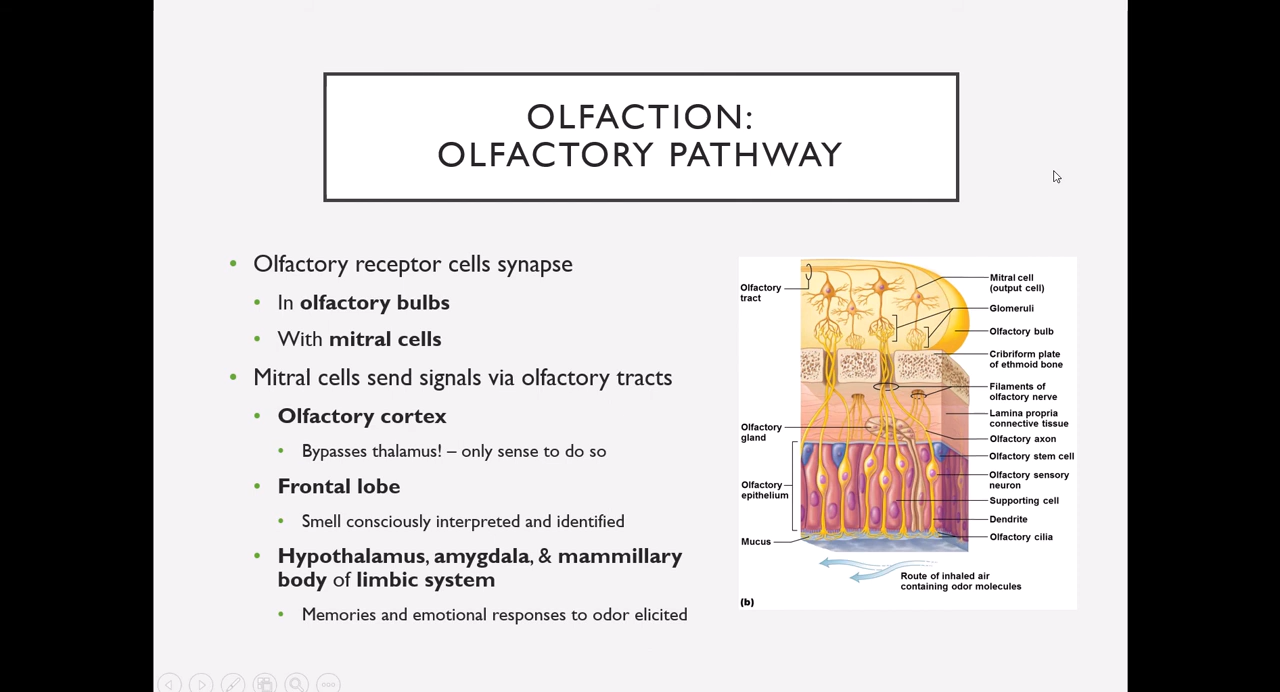 OLFACTION:
OLFACTORY PATHWAY
• Olfactory receptor cells synapse
• In olfactory bulbs
• With mitral cells
• Mitral cells send signals via olfactory tracts
• Olfactory cortex
• Bypasses thalamus! – only sense to do so
• Frontal lobe
• Smell consciously interpreted and identified
• Hypothalamus, amygdala, & mammillary
body of limbic system
• Memories and emotional responses to odor elicited
Olfactory
tract
Olfactory
gland
Olfactory
epithelium
Mucus
(b)
Mitral cell
(output cell)
Glomeruli
Olfactory bulb
Cribriform plate
of ethmoid bone
Filaments of
olfactory nerve
Lamina propria
connective tissue
Olfactory axon
Olfactory stem cell
Olfactory sensory
neuron
Supporting cell
Dendrite
Olfactory cilia
Route of inhaled air
containing odor molecules